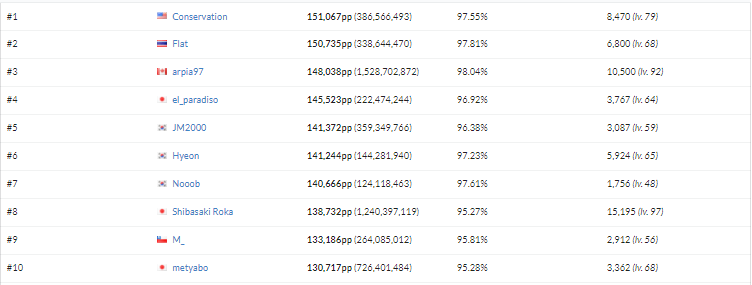 #1 Conservation 151,067pp (386,566,493) 97.55% 8,470 (lv. 79)
#2 Flat 150,735pp (338,644,470) 97.81% 6,800 (lv. 68)
#3 arpia97 148,038pp (1,528,702,872) 98.04% 10,500 (lv. 92)
#4 el_paradiso 145,523pp (222,474,244) 96.92% 3,767 (lv. 64)
#5 JM2000 141,372pp (359,349,766) 96.38% 3,087 (lv. 59)
#6 Hyeon 141,244pp (144,281,940) 97.23% 5,924 (lv. 65)
#7 Nooob 140,666pp (124,118,463) 97.61% 1,756 (lv. 48)
#8 Shibasaki Roka 138,732pp (1,240,397,119) 95.27% 15,195 (lv. 97)
#9 M_ 133,186pp (264,085,012) 95.81% 2,912 (lv. 56)
#10 metyabo 130,717pp (726,401,484) 95.28% 3,362 (lv. 68)